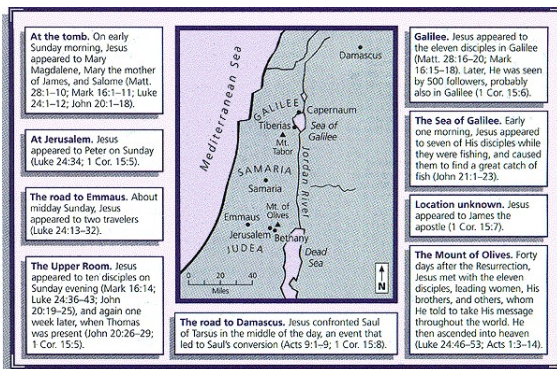 At the tomb. On early
Sunday morning, Jesus
appeared to Mary
Magdalene, Mary the mother
of James, and Salome (Matt.
28:1–10; Mark 16:1–11; Luke
24:1–12; John 20:1–18).
At Jerusalem. Jesus
appeared to Peter on Sunday
(Luke 24:34; 1 Cor. 15:5).
The road to Emmaus. About
midday Sunday, Jesus
appeared to two travelers
(Luke 24:13–32).
The Upper Room. Jesus
appeared to ten disciples on
Sunday evening (Mark 16:14;
Luke 24:36–43; John
20:19–25), and again one
week later, when Thomas
was present (John 20:26–29;
1 Cor. 15:5).
Mediterranean Sea
Damascus
GALILEE
Capernaum
Tiberias
Sea of
Galilee
Mt.
Tabor
Jordan River
SAMARIA
Samaria
Mt. of
Olives
Emmaus
Jerusalem
Bethany
JUDEA
Dead
Sea
0 20 40
Miles
N
The road to Damascus. Jesus confronted Saul
of Tarsus in the middle of the day, an event that
led to Saul's conversion (Acts 9:1–9; 1 Cor. 15:8).
Galilee. Jesus appeared to
the eleven disciples in Galilee
(Matt. 28:16–20; Mark
16:15–18). Later, He was seen
by 500 followers, probably
also in Galilee (1 Cor. 15:6).
The Sea of Galilee. Early
one morning, Jesus
appeared to seven of His
disciples while
they were fishing, and caused
them to find a great catch of
fish (John 21:1–23).
Location unknown. Jesus
appeared to James the
apostle (1 Cor. 15:7).
The Mount of Olives. Forty
days after the Resurrection,
Jesus met with the eleven
disciples, leading women, His
brothers, and others, whom
He told to take His message
throughout the world. He
then ascended into heaven
(Luke 24:46–53; Acts 1:3–14).